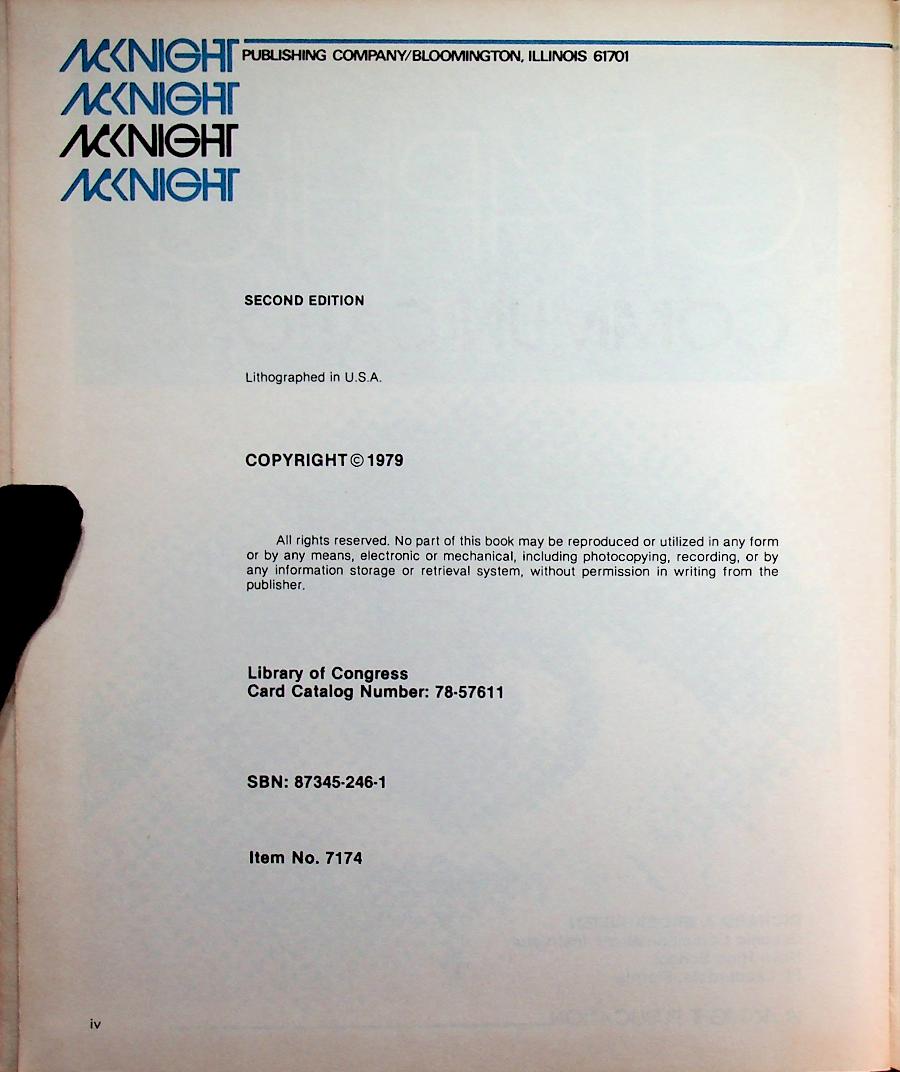 McKNIGHT PUBLISHING COMPANY/BLOOMINGTON, ILLINOIS 61701
McKNIGHT
McKNIGHT
McKNIGHT
SECOND EDITION
Lithographed in U.S.A.
COPYRIGHT © 1979
All rights reserved. No part of this book may be reproduced or utilized in any form
or by any means, electronic or mechanical, including photocopying, recording, or by
any information storage or retrieval system, without permission in writing from the
publisher.
Library of Congress
Card Catalog Number: 78-57611
SBN: 87345-246-1
Item No. 7174
iv